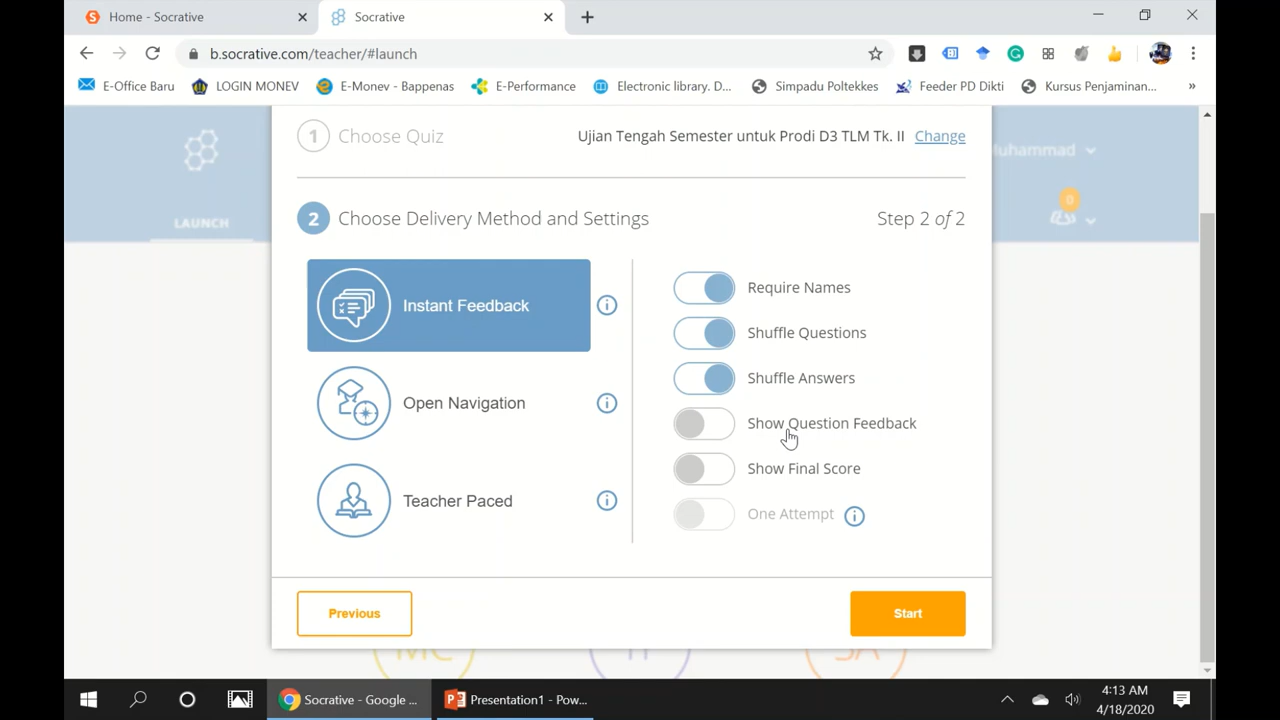 Home - Socrative
Socrative
b.socrative.com/teacher/#launch
E-Office Baru
LOGIN MONEV
E-Money - Bappenas
E-Performance
Electronic library. D...
Simpadu Poltekkes
Feeder PD Dikti
Kursus Penjaminan...
»
1 Choose Quiz
Ujian Tengah Semester untuk Prodi D3 TLM Tk. II Change
uhammad
0
LAUNCH
2 Choose Delivery Method and Settings
Step 2 of 2
Instant Feedback
Open Navigation
Teacher Paced
Require Names
Shuffle Questions
Shuffle Answers
Show Question Feedback
Show Final Score
One Attempt
Previous
Start
Socrative - Google ...
Presentation1 - Pow...
4:13 AM
4/18/2020